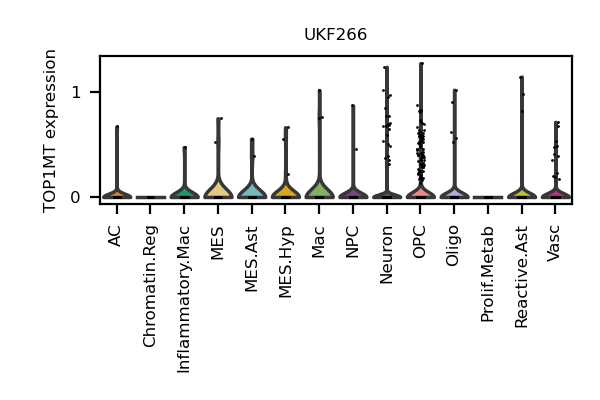 UKF266
TOP1MT expression
1
0
AC
Chromatin.Reg
Inflammatory.Mac
MES
MES.Ast
MES.Hyp
Mac
NPC
Neuron
OPC
Oligo
Prolif.Metab
Reactive.Ast
Vasc